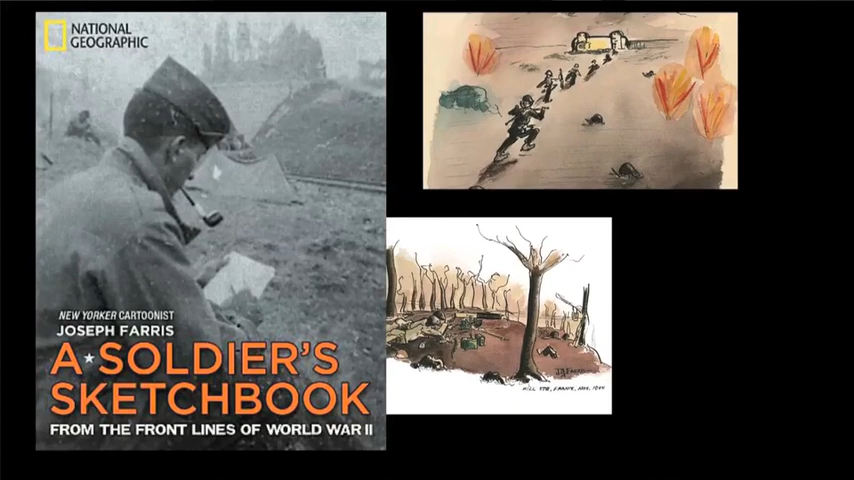 NATIONAL
GEOGRAPHIC
NEW YORKER CARTOONIST
JOSEPH FARRIS
A★SOLDIER'S
SKETCHBOOK
FROM THE FRONT LINES OF WORLD WAR II